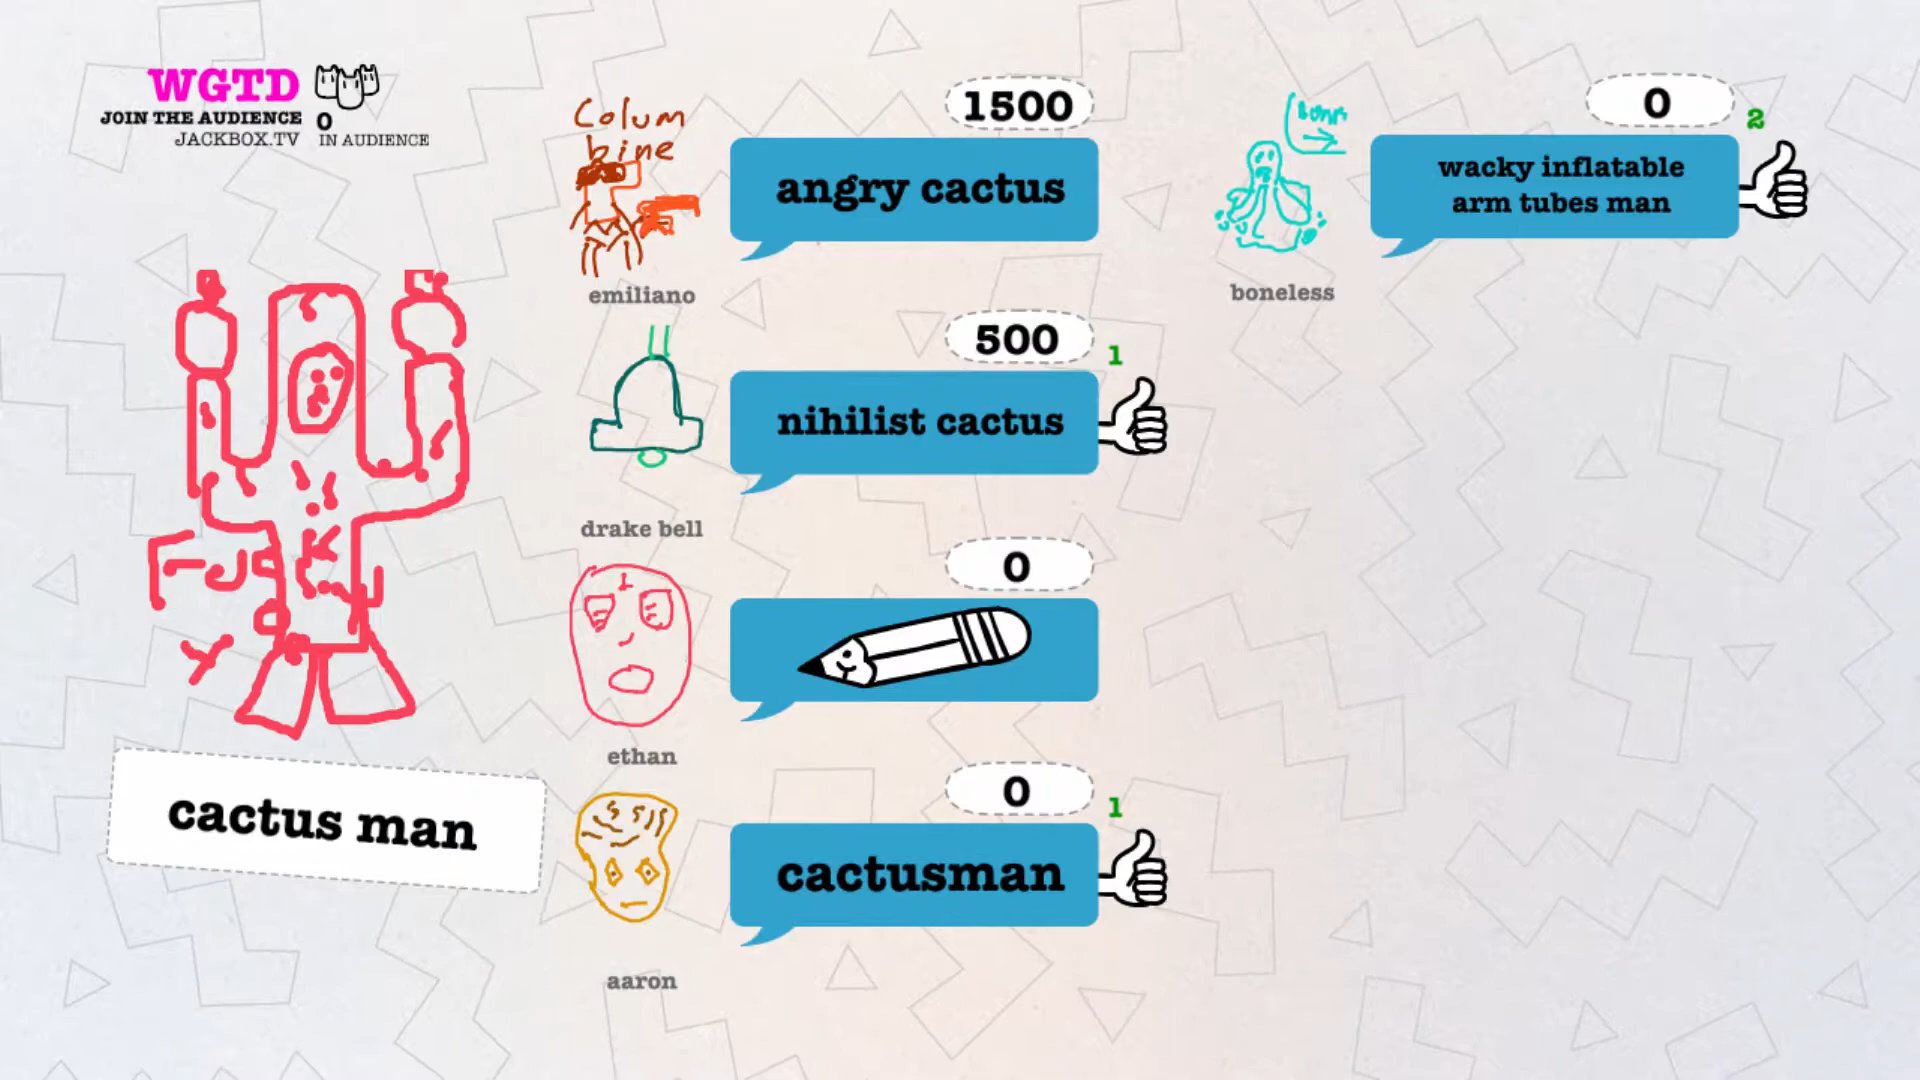 WGTD
JOIN THE AUDIENCE
JACKBOX.TV
0
IN AUDIENCE
Colum
bine
1500
angry cactus
emiliano
0
2
wacky inflatable
arm tubes man
boneless
500
1
nihilist cactus
drake bell
0
ethan
0
1
cactusman
aaron
cactus man